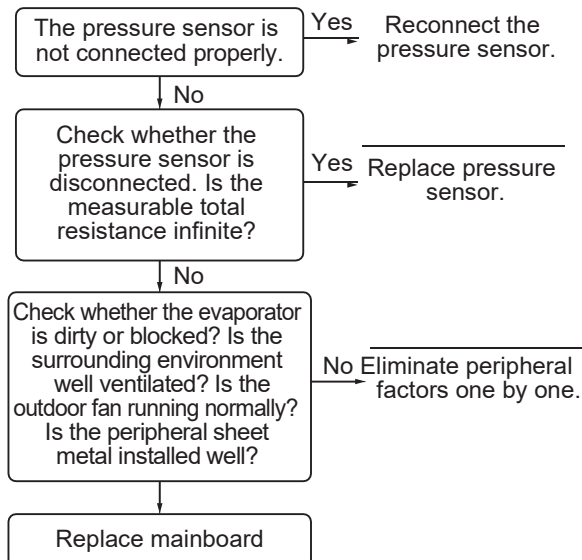 The pressure sensor is
not connected properly.
Yes
Reconnect the
pressure sensor.
No
Check whether the
pressure sensor is
disconnected. Is the
measurable total
resistance infinite?
Yes
Replace pressure
sensor.
No
Check whether the evaporator
is dirty or blocked? Is the
surrounding environment
well ventilated? Is the
outdoor fan running normally?
Is the peripheral sheet
metal installed well?
No
Eliminate peripheral
factors one by one.
Replace mainboard